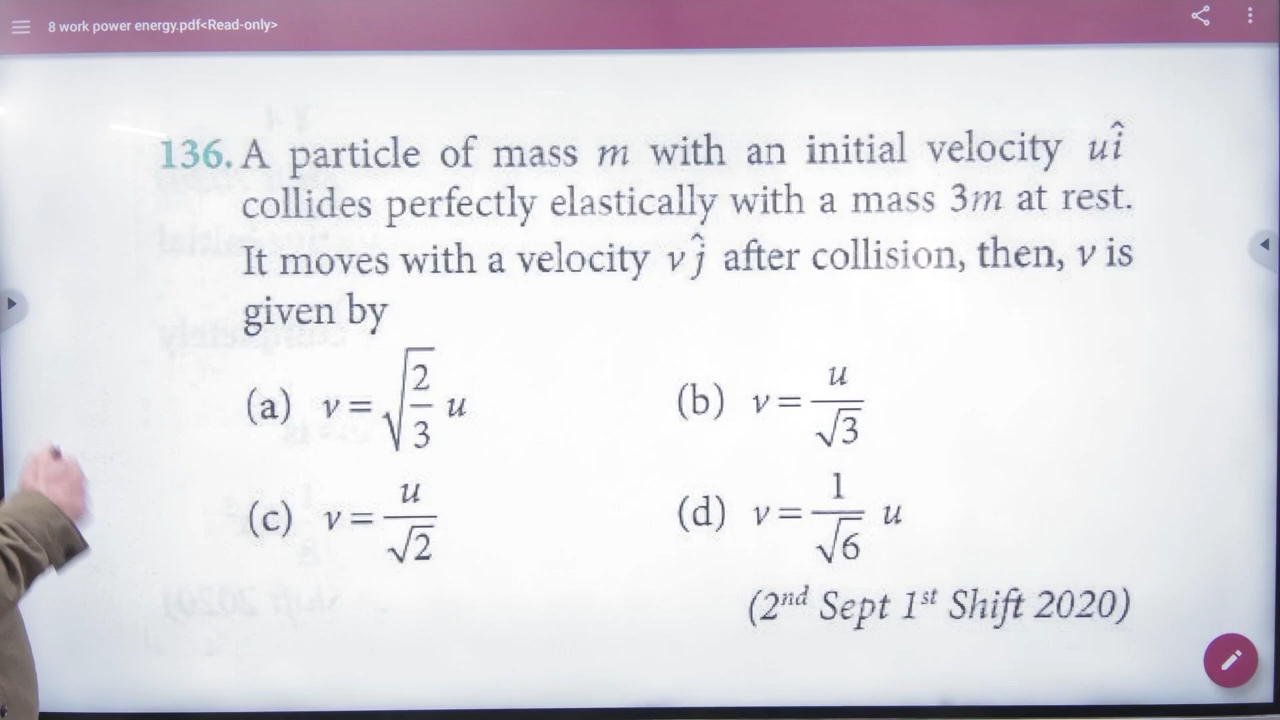 8 work power energy.pdf<Read-only>
136. A particle of mass m with an initial velocity uî
collides perfectly elastically with a mass 3m at rest.
It moves with a velocity vĵ after collision, then, v is
given by
(a) v = √(2/3) u (b) v = u/√3
(c) v = u/√2 (d) v = 1/√6 u
(2nd Sept 1st Shift 2020)